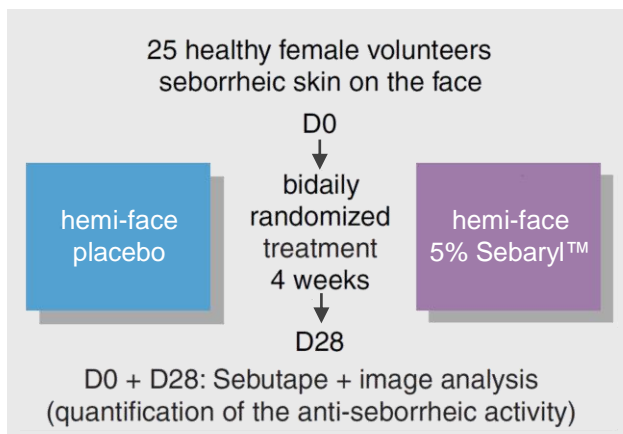 25 healthy female volunteers
seborrheic skin on the face
D0
hemi-face
placebo
bidaily
randomized
treatment
4 weeks
hemi-face
5% Sebaryl™
D28
D0 + D28: Sebutape + image analysis
(quantification of the anti-seborrheic activity)